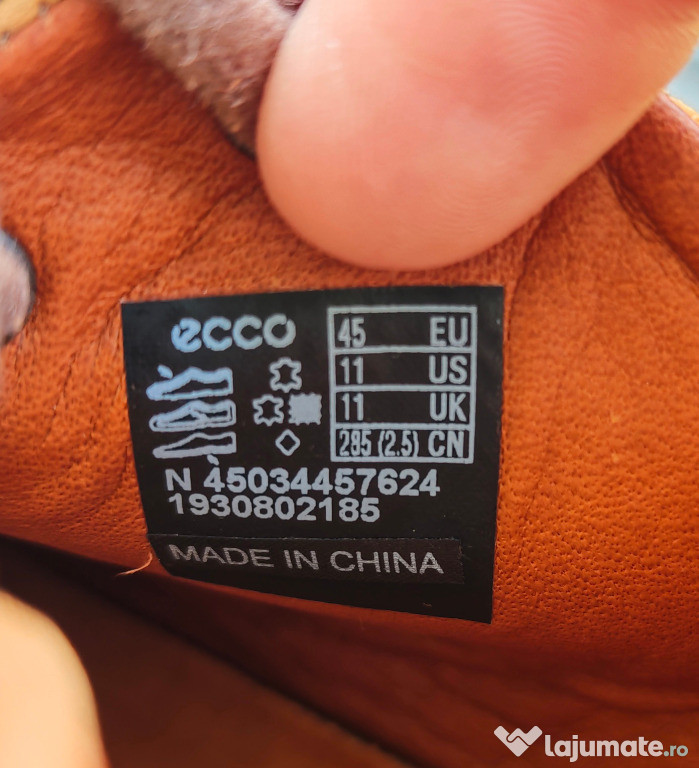 ecco
45 EU
11 US
11 UK
285 (2.5) CN
N 45034457624
1930802185
MADE IN CHINA
lajumate.ro